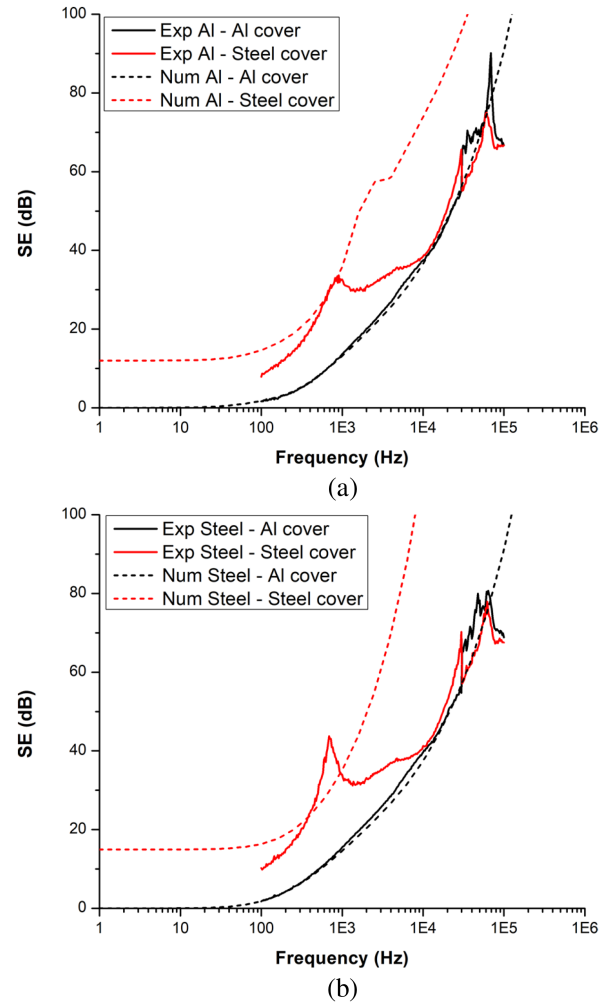 100
80
60
40
20
0
SE (dB)
Exp Al - Al cover
Exp Al - Steel cover
Num Al - Al cover
Num Al - Steel cover
1 10 100 1E3 1E4 1E5 1E6
Frequency (Hz)
(a)
100
80
60
40
20
0
SE (dB)
Exp Steel - Al cover
Exp Steel - Steel cover
Num Steel - Al cover
Num Steel - Steel cover
1 10 100 1E3 1E4 1E5 1E6
Frequency (Hz)
(b)